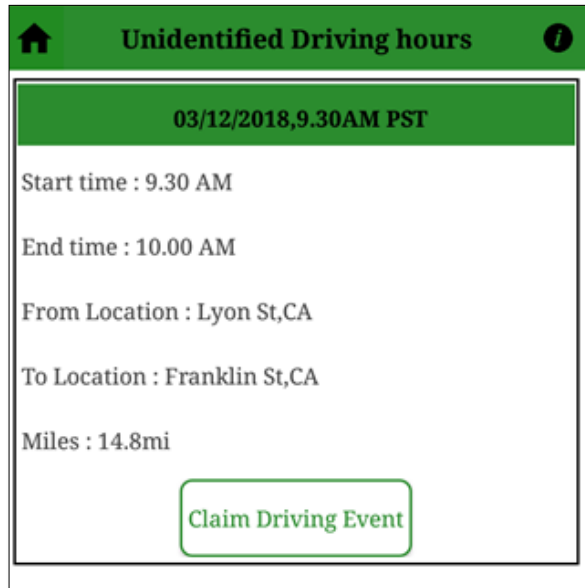 Unidentified Driving hours
i
03/12/2018,9.30AM PST
Start time : 9.30 AM
End time : 10.00 AM
From Location : Lyon St,CA
To Location : Franklin St,CA
Miles : 14.8mi
Claim Driving Event